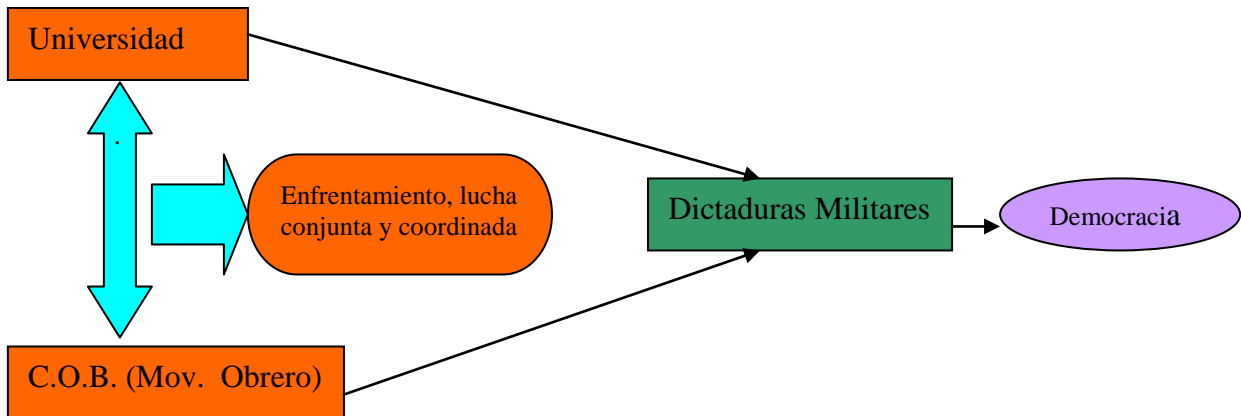 Universidad
Enfrentamiento, lucha
conjunta y coordinada
Dictaduras Militares
Democracia
C.O.B. (Mov. Obrero)